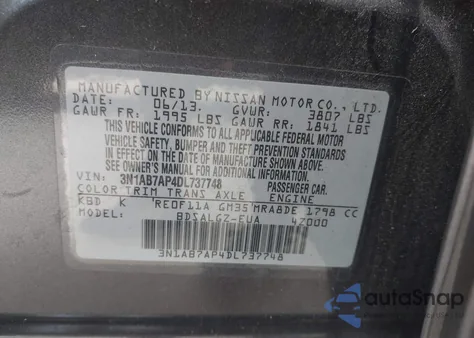 MANUFACTURED BY NISSAN MOTOR CO., LTD.
DATE: 06/13. GVWR: 3807 LBS
GAWR FR: 1995 LBS GAWR RR: 1841 LBS
THIS VEHICLE CONFORMS TO ALL APPLICABLE FEDERAL MOTOR
VEHICLE SAFETY, BUMPER AND THEFT PREVENTION STANDARDS
IN EFFECT ON THE DATE OF MANUFACTURE SHOWN ABOVE.
SEE OWNER'S MANUAL FOR ADDITIONAL INFORMATION
VIN: 3N1AB7AP4DL737748 PASSENGER CAR.
COLOR TRIM TRANS AXLE ENGINE
KBD K RE0F11A GM35 MRA8DE 1798 CC
MODEL: BDSALGZ-EUA 42000
3N1AB7AP4DL737748
autoSnap